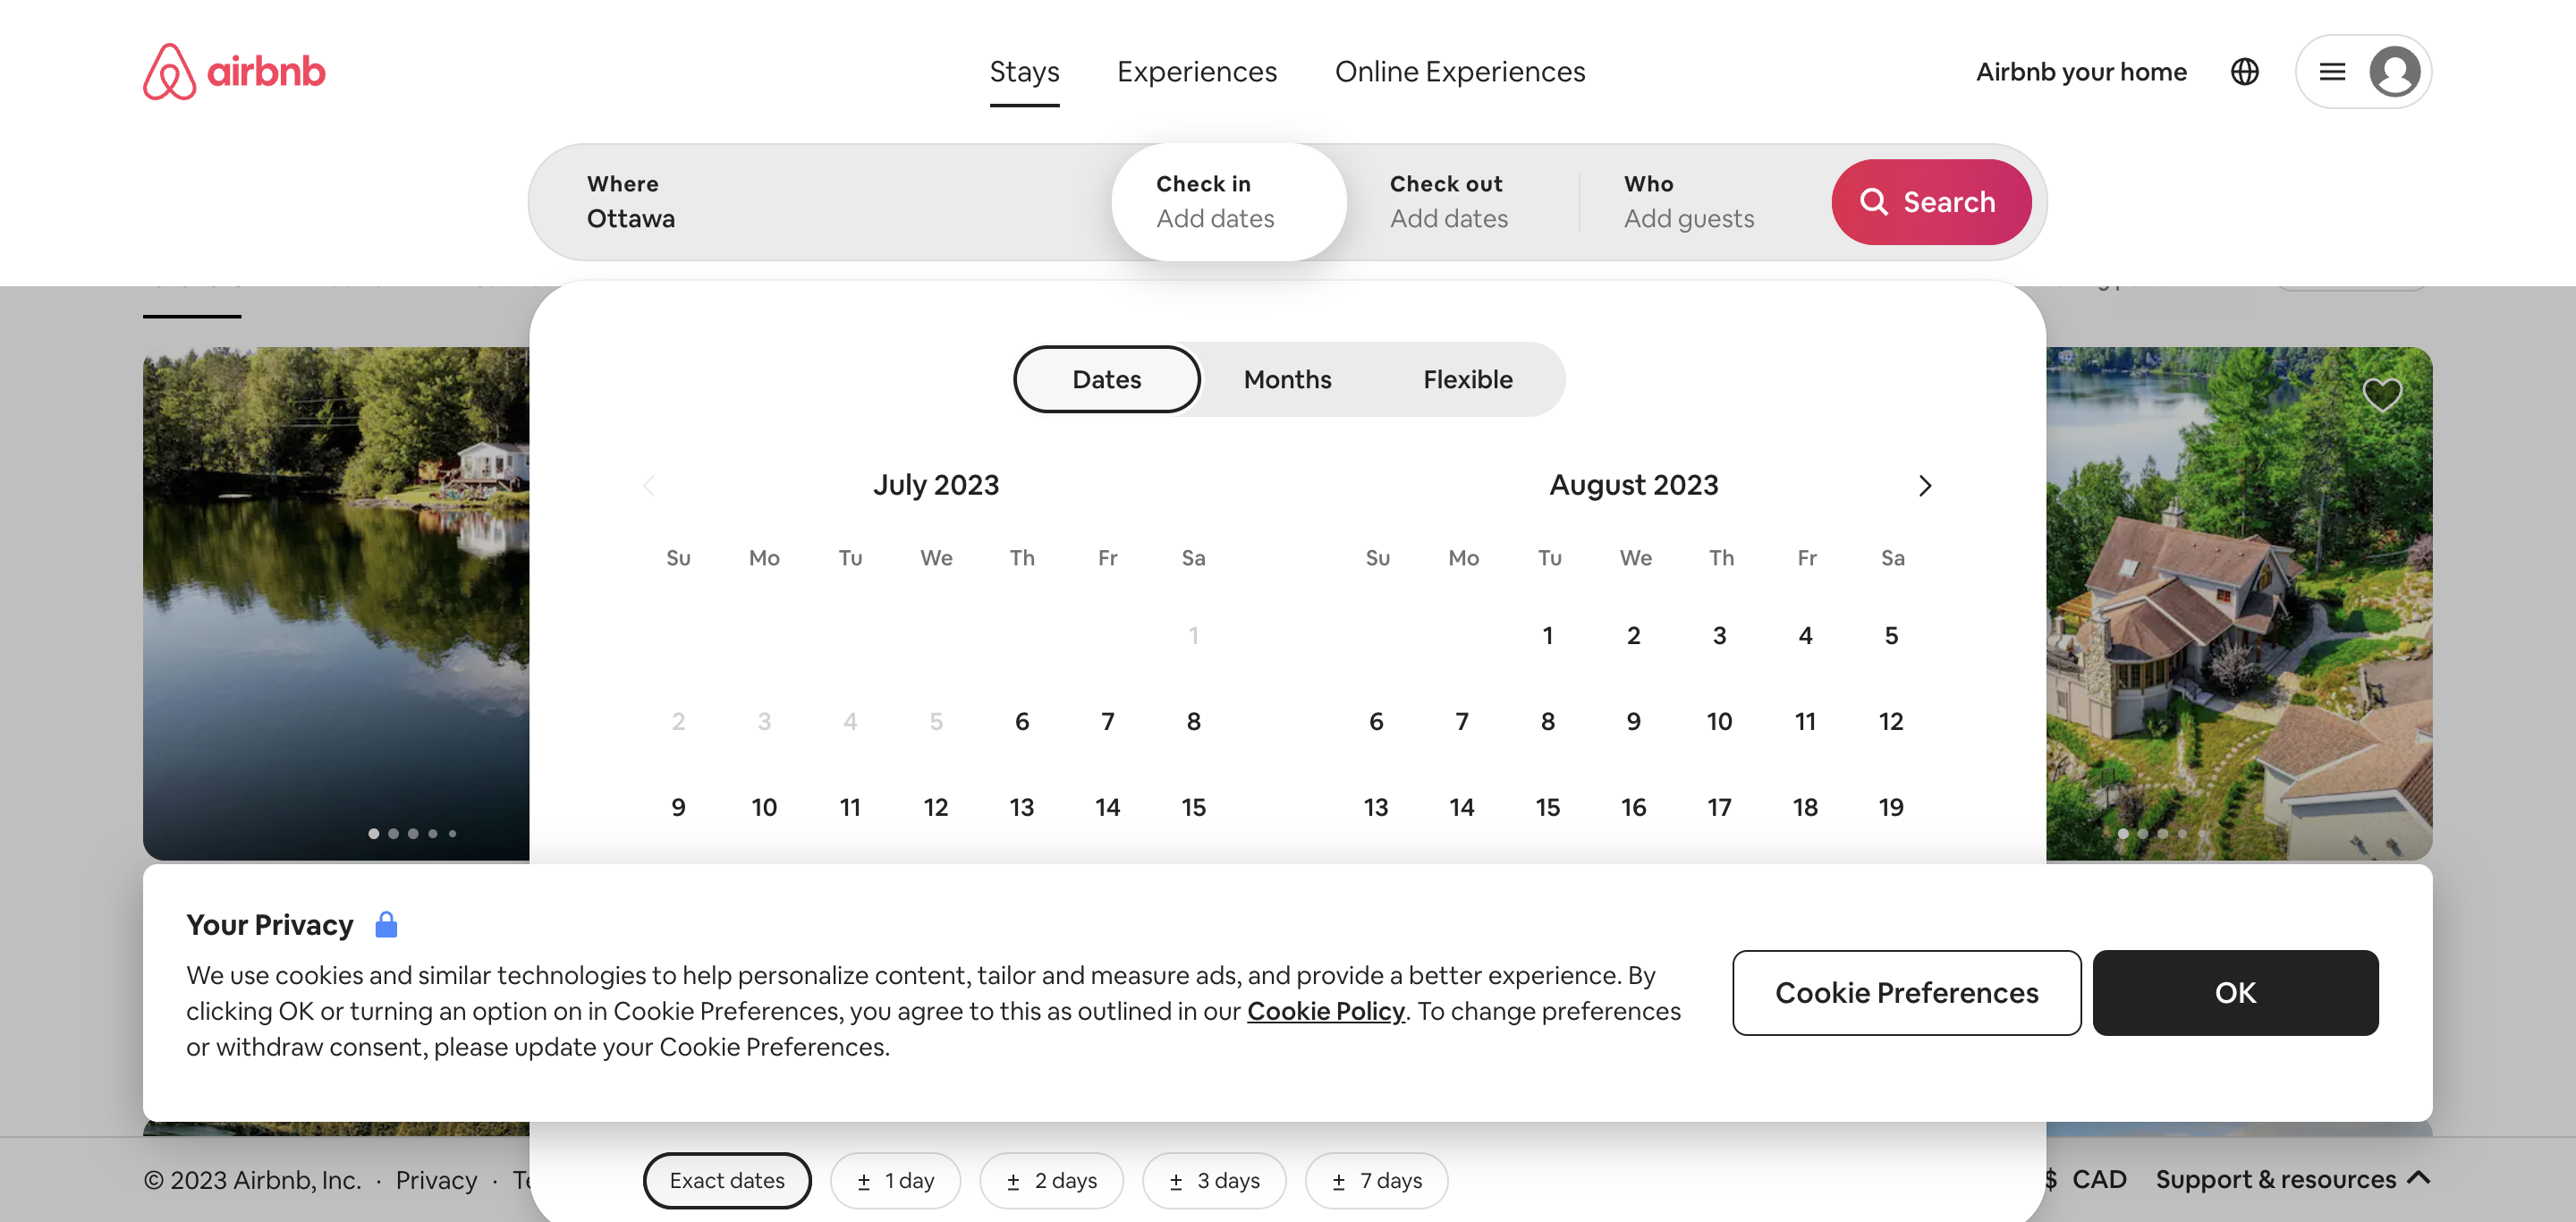 airbnb
Stays Experiences Online Experiences
Airbnb your home
Where
Ottawa
Check in
Add dates
Check out
Add dates
Who
Add guests
Search
Dates Months Flexible
July 2023
Su Mo Tu We Th Fr Sa
1
2 3 4 5 6 7 8
9 10 11 12 13 14 15
August 2023
Su Mo Tu We Th Fr Sa
1 2 3 4 5
6 7 8 9 10 11 12
13 14 15 16 17 18 19
Your Privacy
We use cookies and similar technologies to help personalize content, tailor and measure ads, and provide a better experience. By
clicking OK or turning an option on in Cookie Preferences, you agree to this as outlined in our Cookie Policy. To change preferences
or withdraw consent, please update your Cookie Preferences.
Cookie Preferences
OK
Exact dates ± 1 day ± 2 days ± 3 days ± 7 days
© 2023 Airbnb, Inc. · Privacy ·
$ CAD Support & resources